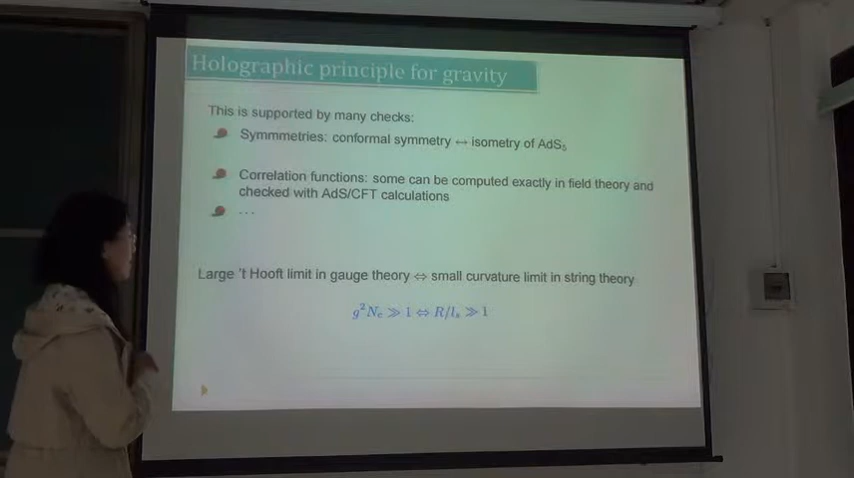 Holographic principle for gravity
This is supported by many checks:
Symmmetries: conformal symmetry ↔ isometry of AdS₅
Correlation functions: some can be computed exactly in field theory and
checked with AdS/CFT calculations
...
Large 't Hooft limit in gauge theory ⇔ small curvature limit in string theory
g²N_c ≫ 1 ⇔ R/l_s ≫ 1